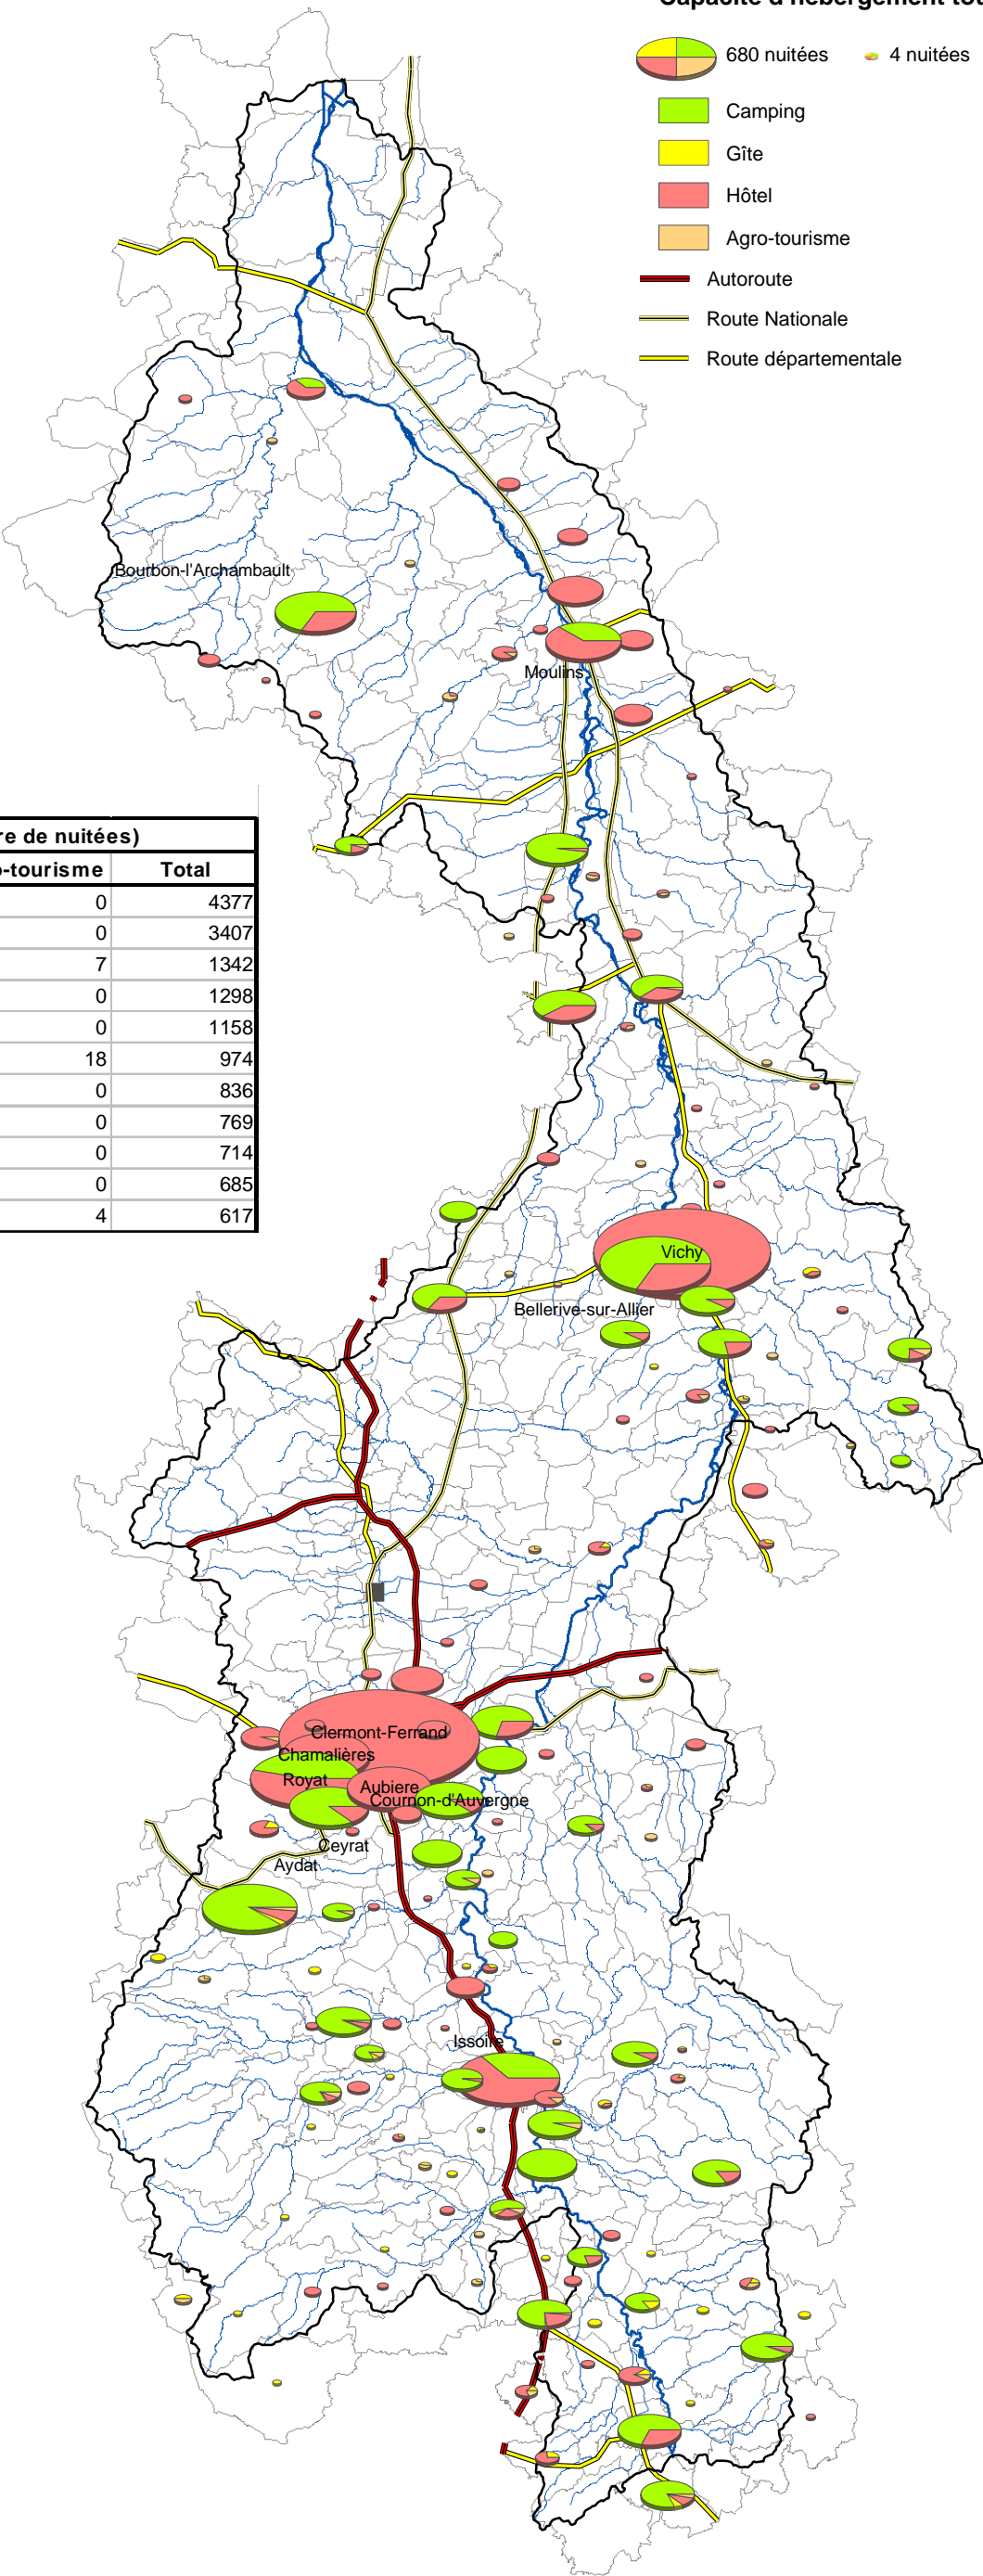 680 nuitées
4 nuitées
Camping
Gîte
Hôtel
Agro-tourisme
Autoroute
Route Nationale
Route départementale
Bourbon-l'Archambault
Moulins
re de nuitées)
o-tourisme Total
0 4377
0 3407
7 1342
0 1298
0 1158
18 974
0 836
0 769
0 714
0 685
4 617
Vichy
Bellerive-sur-Allier
Clermont-Ferrand
Chamalières
Royat
Aubiere
Cournon-d'Auvergne
Ceyrat
Aydat
Issoire